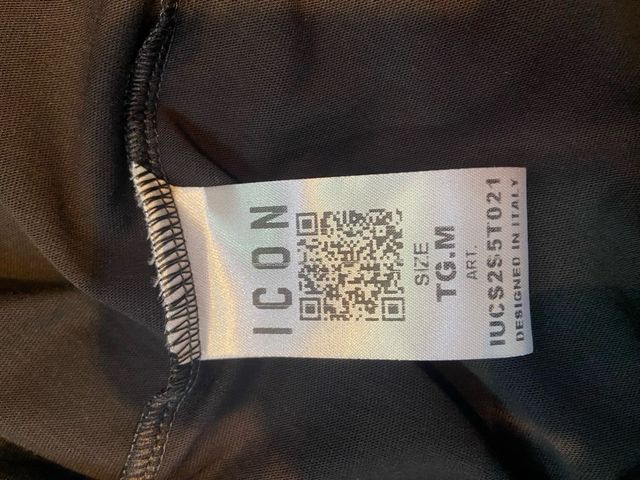 ICON
SIZE
TG.M
ART.
IUCS2S5T021
DESIGNED IN ITALY